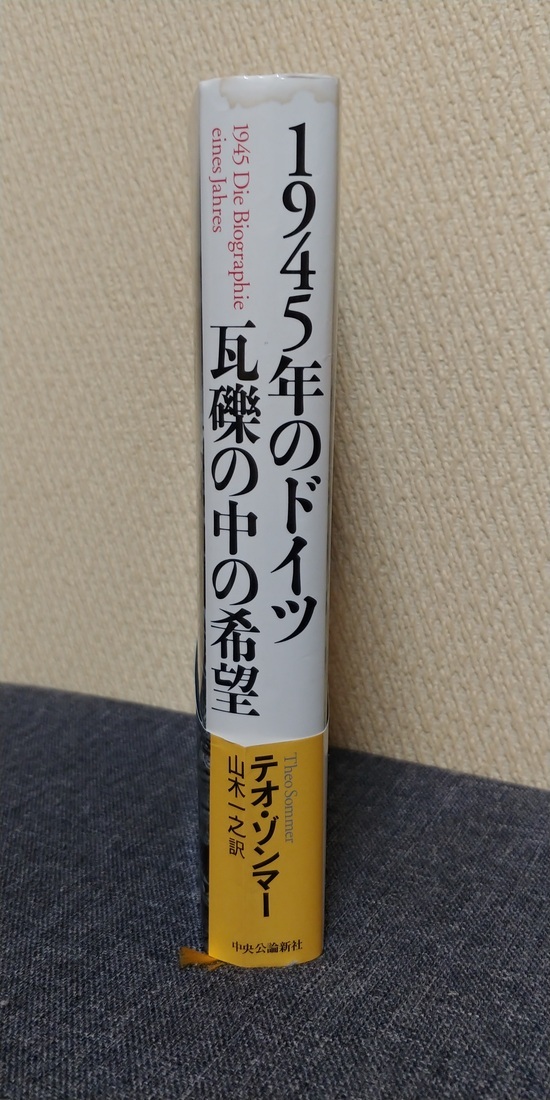 1945年のドイツ
瓦礫の中の希望
1945 Die Biographie
eines Jahres
Theo Sommer
テオ・ゾンマー
山木一之訳
中央公論新社